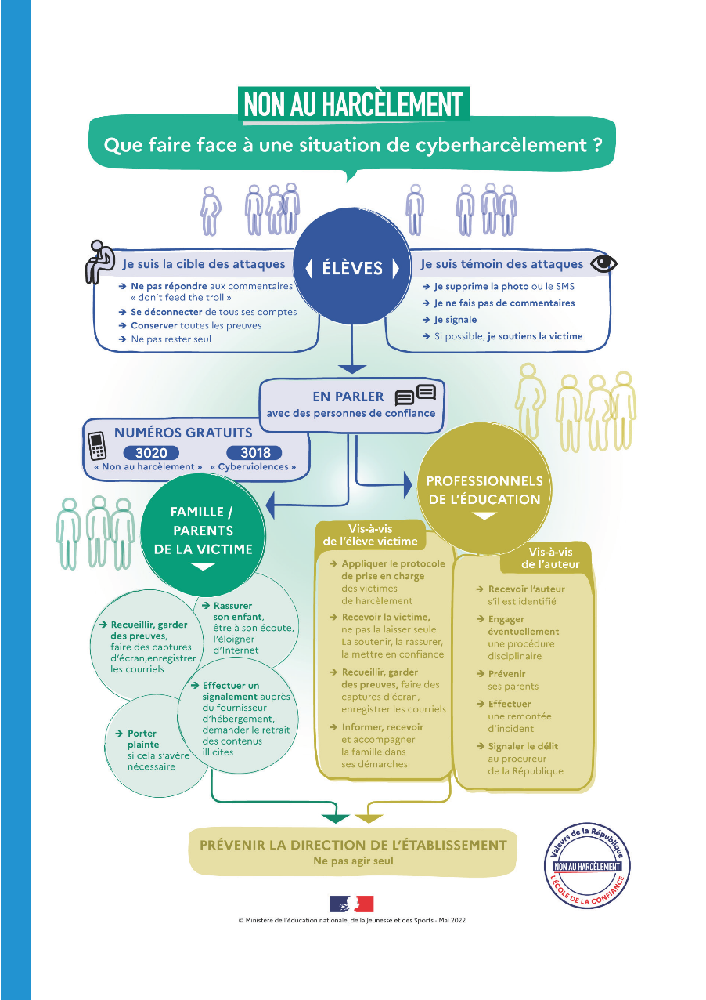 NON AU HARCÈLEMENT
Que faire face à une situation de cyberharcèlement ?
ÉLÈVES
Je suis la cible des attaques
➔ Ne pas répondre aux commentaires
« don’t feed the troll »
➔ Se déconnecter de tous ses comptes
➔ Conserver toutes les preuves
➔ Ne pas rester seul
Je suis témoin des attaques
➔ Je supprime la photo ou le SMS
➔ Je ne fais pas de commentaires
➔ Je signale
➔ Si possible, je soutiens la victime
EN PARLER
avec des personnes de confiance
NUMÉROS GRATUITS
3020
« Non au harcèlement »
3018
« Cyberviolences »
FAMILLE /
PARENTS
DE LA VICTIME
➔ Rassurer
son enfant,
être à son écoute,
l’éloigner
d’Internet
➔ Recueillir, garder
des preuves,
faire des captures
d’écran,enregistrer
les courriels
➔ Effectuer un
signalement auprès
du fournisseur
d’hébergement,
demander le retrait
des contenus
illicites
➔ Porter
plainte
si cela s’avère
nécessaire
PROFESSIONNELS
DE L’ÉDUCATION
Vis-à-vis
de l’élève victime
➔ Appliquer le protocole
de prise en charge
des victimes
de harcèlement
➔ Recevoir la victime,
ne pas la laisser seule.
La soutenir, la rassurer,
la mettre en confiance
➔ Recueillir, garder
des preuves, faire des
captures d’écran,
enregistrer les courriels
➔ Informer, recevoir
et accompagner
la famille dans
ses démarches
Vis-à-vis
de l’auteur
➔ Recevoir l’auteur
s’il est identifié
➔ Engager
éventuellement
une procédure
disciplinaire
➔ Prévenir
ses parents
➔ Effectuer
une remontée
d’incident
➔ Signaler le délit
au procureur
de la République
PRÉVENIR LA DIRECTION DE L’ÉTABLISSEMENT
Ne pas agir seul
Valeurs de la République
NON AU HARCÈLEMENT
L’ÉCOLE DE LA CONFIANCE
© Ministère de l’éducation nationale, de la Jeunesse et des Sports - Mai 2022